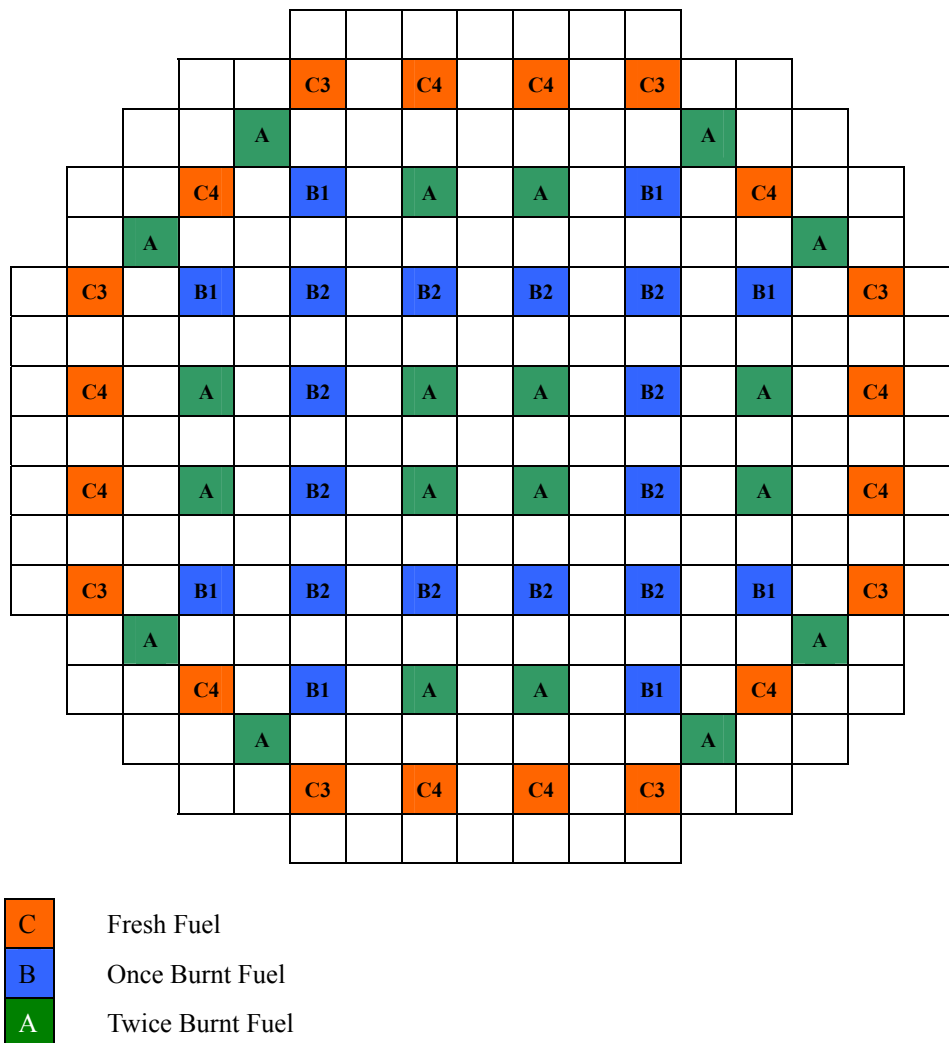 C3 C4 C4 C3
A A
C4 B1 A A B1 C4
A A
C3 B1 B2 B2 B2 B2 B1 C3
C4 A B2 A A B2 A C4
C4 A B2 A A B2 A C4
C3 B1 B2 B2 B2 B2 B1 C3
A A
C4 B1 A A B1 C4
A A
C3 C4 C4 C3
C Fresh Fuel
B Once Burnt Fuel
A Twice Burnt Fuel